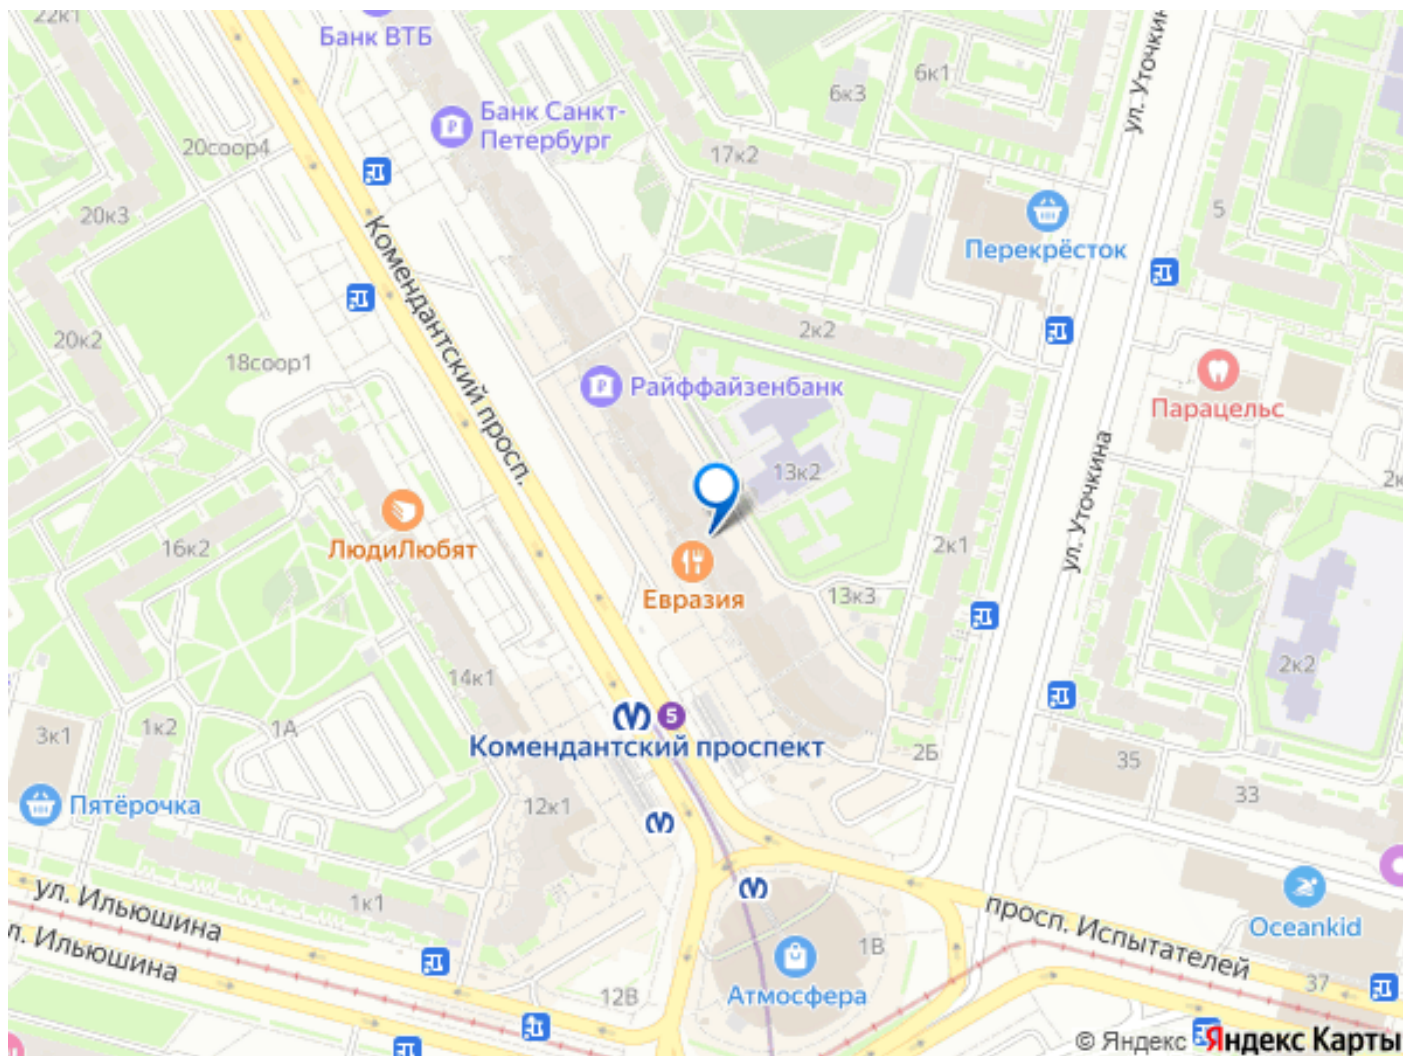 22к1
Банк ВТБ
Банк Санкт-
Петербург
6к1
6к3
ул. Уточкин
20соор4
17к2
5
20к3
Перекрёсток
Комендантский просп.
20к2
18соор1
2к2
Райффайзенбанк
Парацельс
13к2
ул. Уточкина
2к
16к2
ЛюдиЛюбят
2к1
Евразия
13к3
2к2
14к1
5
Комендантский проспект
3к1
1к2
1А
2Б
35
33
Пятёрочка
12к1
ул. Ильюшина
1к1
л. Ильюшина
просп. Испытателей
Oceankid
1В
12В
Атмосфера
37
© Яндекс Яндекс Карты